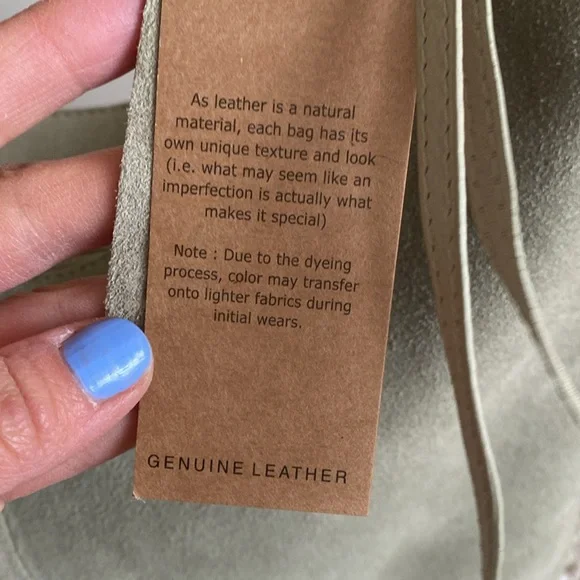 As leather is a natural
material, each bag has its
own unique texture and look
(i.e. what may seem like an
imperfection is actually what
makes it special)
Note : Due to the dyeing
process, color may transfer
onto lighter fabrics during
initial wears.
GENUINE LEATHER